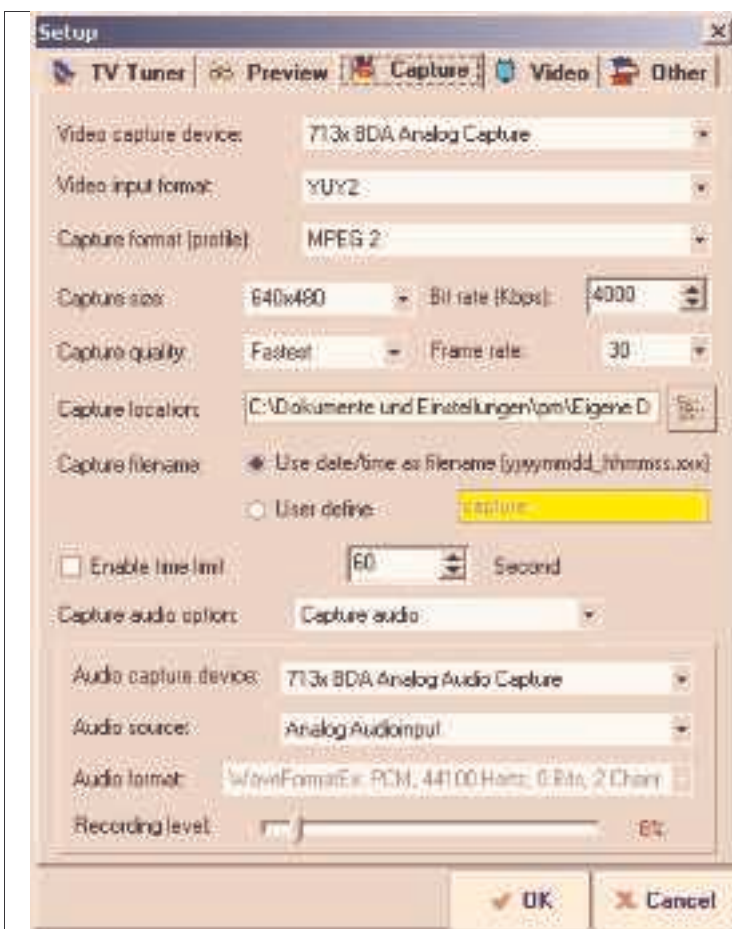 Setup
TV Tuner Preview Capture Video Other
Video capture device: 713x BDA Analog Capture
Video input format: YUY2
Capture format (profile) MPEG 2
Capture size: 640x480 Bit rate (Kbps): 4000
Capture quality: Fastest Frame rate: 30
Capture location: C:\Dokumente und Einstellungen\pm\Eigene D
Capture filename: Use date/time as filename (yyyymmdd_hhmmss.xxx)
User define: capture
Enable time limit 60 Second
Capture audio option: Capture audio
Audio capture device: 713x BDA Analog Audio Capture
Audio source: Analog Audioinput
Audio format: WaveFormatEx: PCM, 44100 Hertz, 2 Chann
Recording level:
OK Cancel